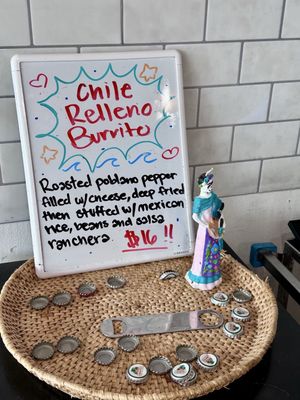 Chile
Relleno
Burrito
Roasted poblano pepper
filled w/cheese, deep fried
then stuffed w/ mexican
rice, beans and salsa
ranchera. $16 !!